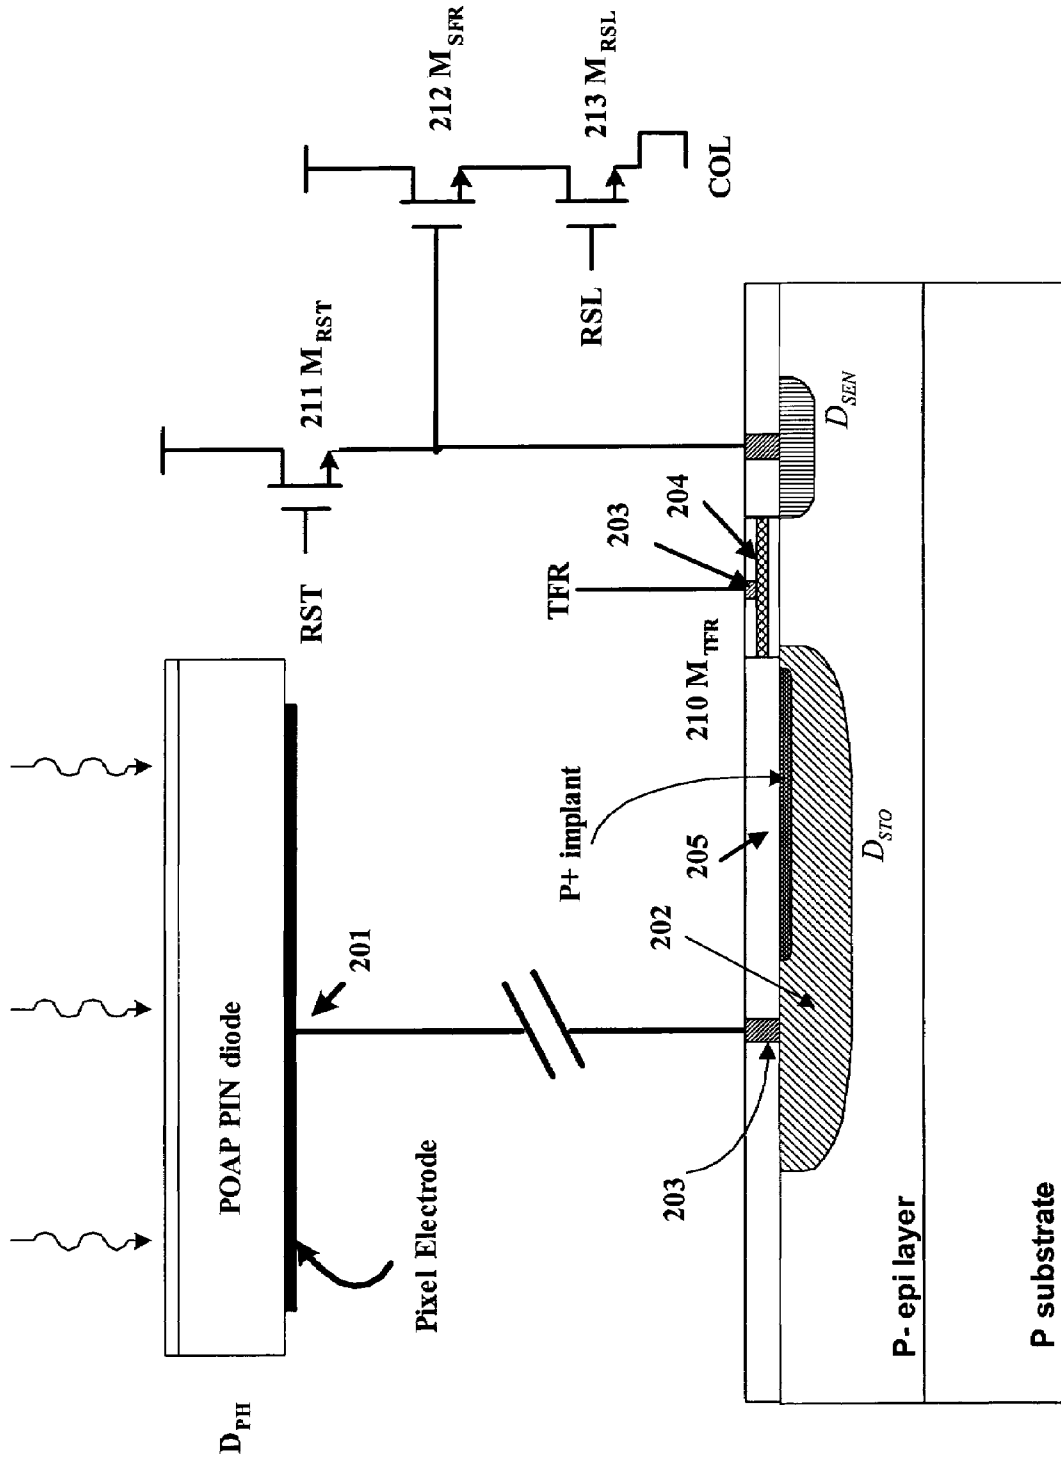 D_PH
POAP PIN diode
Pixel Electrode
201
RST
211 M_RST
212 M_SFR
213 M_RSL
RSL
COL
TFR
203
204
210 M_TFR
P+ implant
205
202
203
D_SEN
D_STO
P- epi layer
P substrate